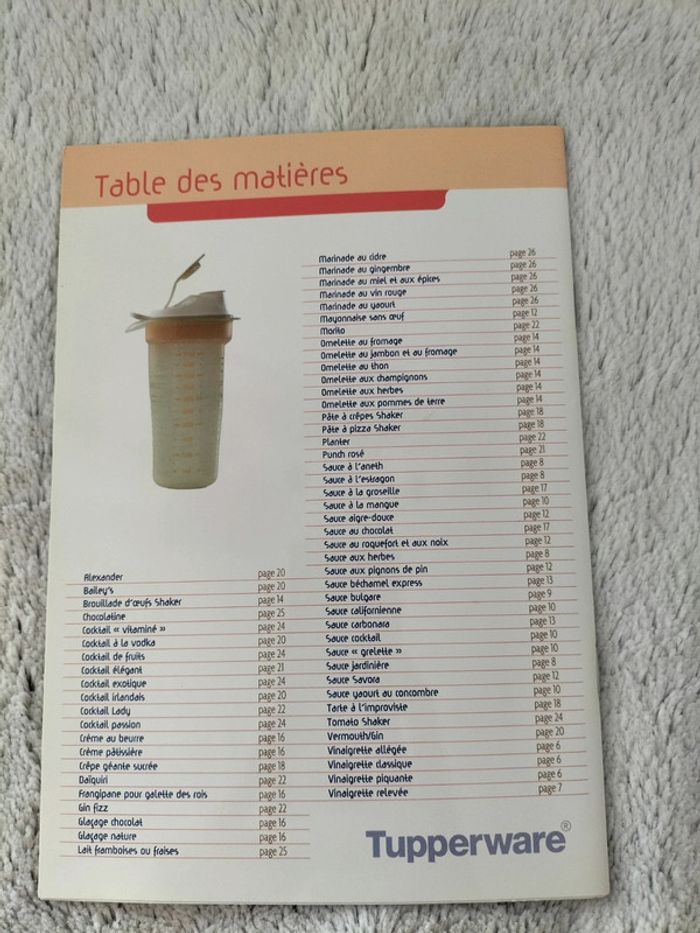 Table des matières
Alexander page 20
Bailey's page 20
Brouillade d'œufs Shaker page 14
Chocolatine page 25
Cocktail « vitaminé » page 24
Cocktail à la vodka page 20
Cocktail de fruits page 24
Cocktail élégant page 21
Cocktail exotique page 24
Cocktail irlandais page 20
Cocktail Lady page 22
Cocktail passion page 24
Crème au beurre page 16
Crème pâtissière page 16
Crêpe géante sucrée page 18
Daïquiri page 22
Frangipane pour galette des rois page 16
Gin fizz page 22
Glaçage chocolat page 16
Glaçage nature page 16
Lait framboises ou fraises page 25
Marinade au cidre page 26
Marinade au gingembre page 26
Marinade au miel et aux épices page 26
Marinade au vin rouge page 26
Marinade au yaourt page 26
Mayonnaise sans œuf page 12
Morito page 22
Omelette au fromage page 14
Omelette au jambon et au fromage page 14
Omelette au thon page 14
Omelette aux champignons page 14
Omelette aux herbes page 14
Omelette aux pommes de terre page 14
Pâte à crêpes Shaker page 18
Pâte à pizza Shaker page 18
Planter page 22
Punch rosé page 21
Sauce à l'aneth page 8
Sauce à l'estragon page 8
Sauce à la groseille page 17
Sauce à la mangue page 10
Sauce aigre-douce page 12
Sauce au chocolat page 17
Sauce au roquefort et aux noix page 12
Sauce aux herbes page 8
Sauce aux pignons de pin page 12
Sauce béchamel express page 13
Sauce bulgare page 9
Sauce californienne page 10
Sauce carbonara page 13
Sauce cocktail page 10
Sauce « grelette » page 10
Sauce jardinière page 8
Sauce Savora page 12
Sauce yaourt au concombre page 10
Tarte à l'improviste page 18
Tomato Shaker page 24
Vermouth/Gin page 20
Vinaigrette allégée page 6
Vinaigrette classique page 6
Vinaigrette piquante page 6
Vinaigrette relevée page 7
Tupperware®